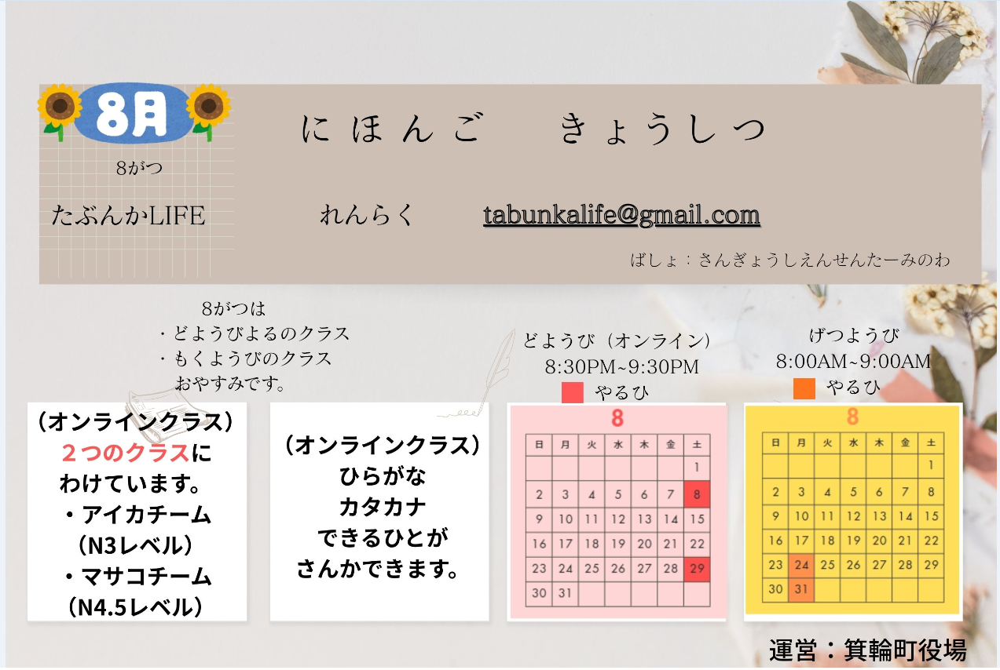 8月
8がつ
たぶんかLIFE
にほんご　きょうしつ
れんらく　tabunkalife@gmail.com
ばしょ：さんぎょうしえんせんたーみのわ
8がつは
・どようびよるのクラス
・もくようびのクラス
おやすみです。
（オンラインクラス）
２つのクラスに
わけています。
・アイカチーム
（N3レベル）
・マサコチーム
（N4.5レベル）
（オンラインクラス）
ひらがな
カタカナ
できるひとが
さんかできます。
どようび（オンライン）
8:30PM~9:30PM
やるひ
8
日 月 火 水 木 金 土
1
2 3 4 5 6 7 8
9 10 11 12 13 14 15
16 17 18 19 20 21 22
23 24 25 26 27 28 29
30 31
げつようび
8:00AM~9:00AM
やるひ
8
日 月 火 水 木 金 土
1
2 3 4 5 6 7 8
9 10 11 12 13 14 15
16 17 18 19 20 21 22
23 24 25 26 27 28 29
30 31
運営：箕輪町役場